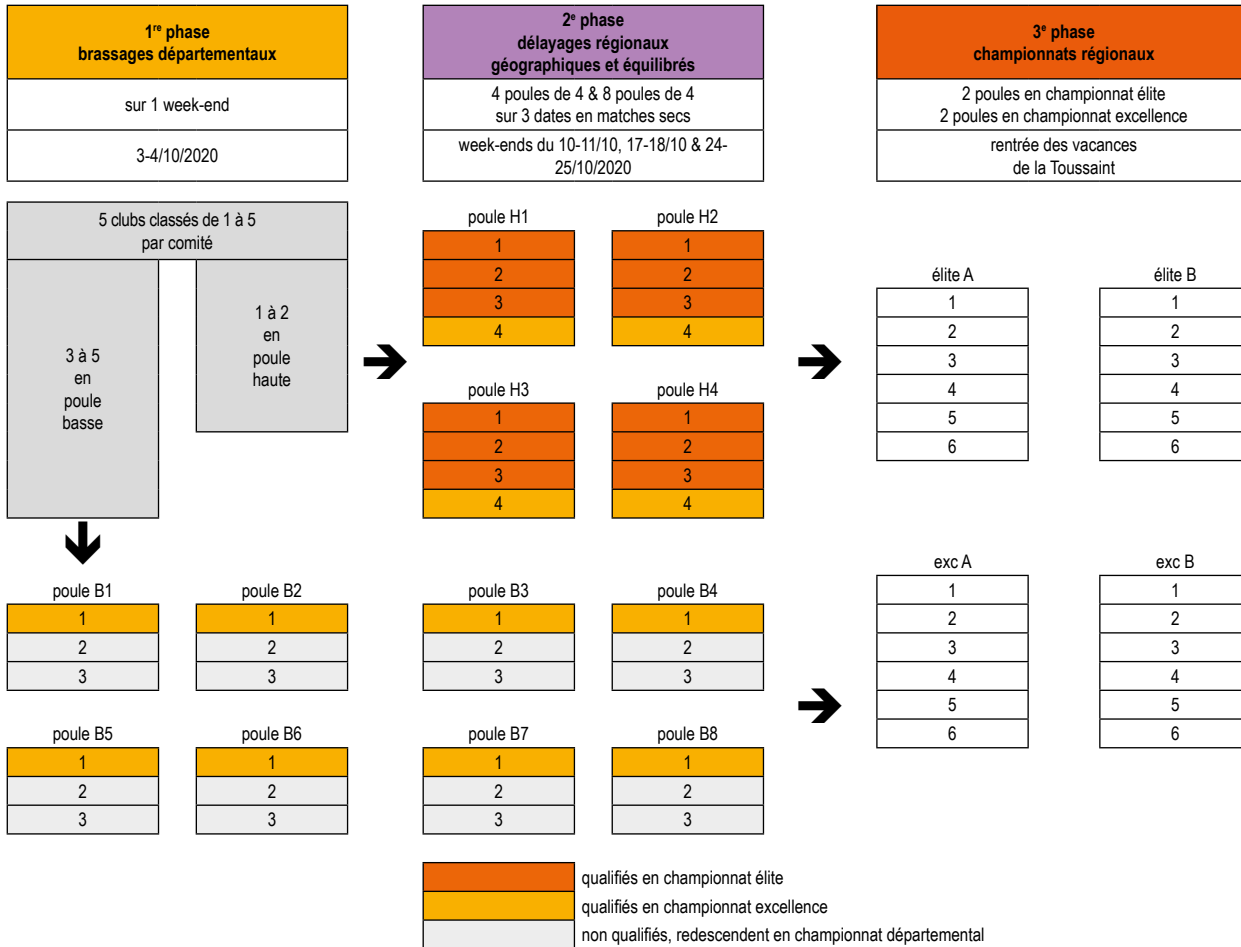 1re phase
brassages départementaux
sur 1 week-end
3-4/10/2020
2e phase
délayages régionaux
géographiques et équilibrés
4 poules de 4 & 8 poules de 4
sur 3 dates en matches secs
week-ends du 10-11/10, 17-18/10 & 24-
25/10/2020
3e phase
championnats régionaux
2 poules en championnat élite
2 poules en championnat excellence
rentrée des vacances
de la Toussaint
5 clubs classés de 1 à 5
par comité
3 à 5
en
poule
basse
1 à 2
en
poule
haute
poule H1
1
2
3
4
poule H2
1
2
3
4
poule H3
1
2
3
4
poule H4
1
2
3
4
élite A
1
2
3
4
5
6
élite B
1
2
3
4
5
6
poule B1
1
2
3
poule B2
1
2
3
poule B3
1
2
3
poule B4
1
2
3
poule B5
1
2
3
poule B6
1
2
3
poule B7
1
2
3
poule B8
1
2
3
exc A
1
2
3
4
5
6
exc B
1
2
3
4
5
6
qualifiés en championnat élite
qualifiés en championnat excellence
non qualifiés, redescendent en championnat départemental